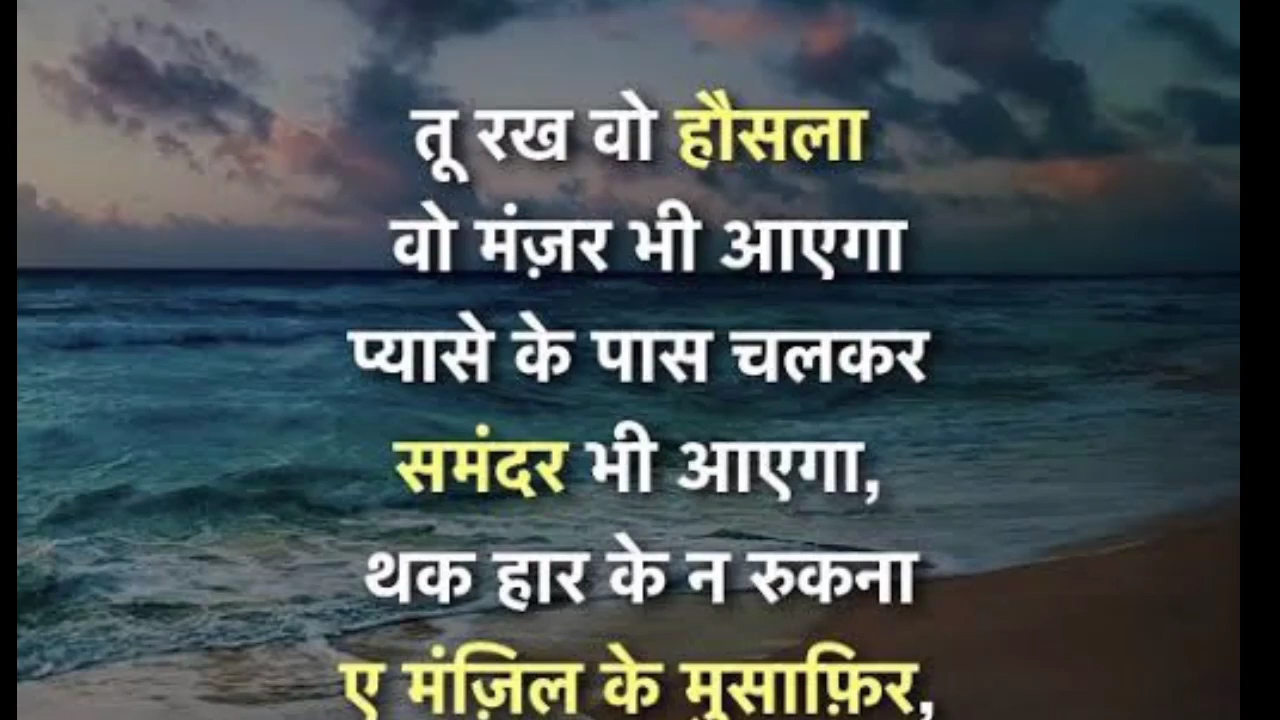 तू रख वो हौसला
वो मंज़र भी आएगा
प्यासे के पास चलकर
समंदर भी आएगा,
थक हार के न रुकना
ए मंज़िल के मुसाफ़िर,